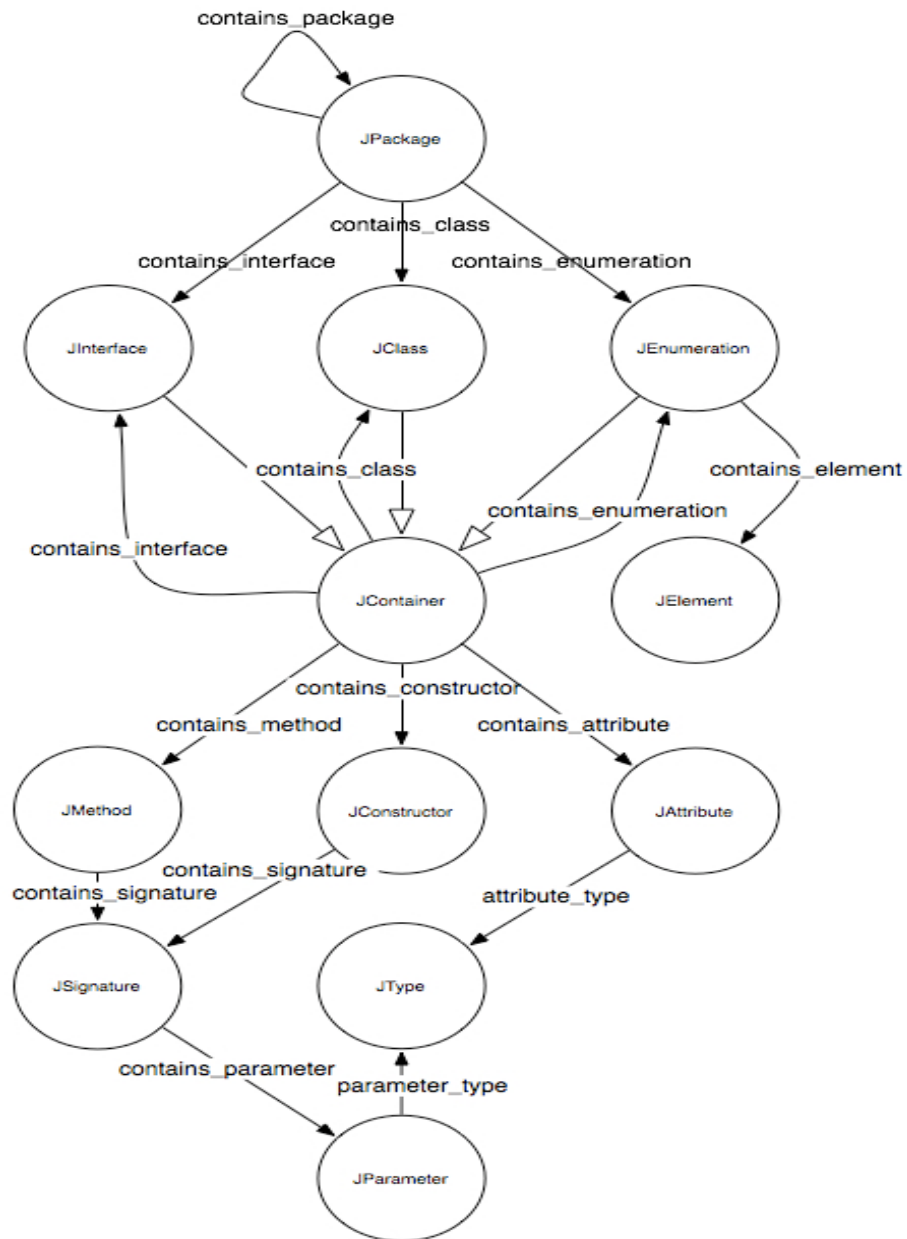 contains_package
JPackage
contains_class
contains_interface
contains_enumeration
JInterface
JClass
JEnumeration
contains_class
contains_element
contains_enumeration
contains_interface
JContainer
JElement
contains_constructor
contains_method
contains_attribute
JMethod
JConstructor
JAttribute
contains_signature
contains_signature
attribute_type
JSignature
JType
contains_parameter
parameter_type
JParameter